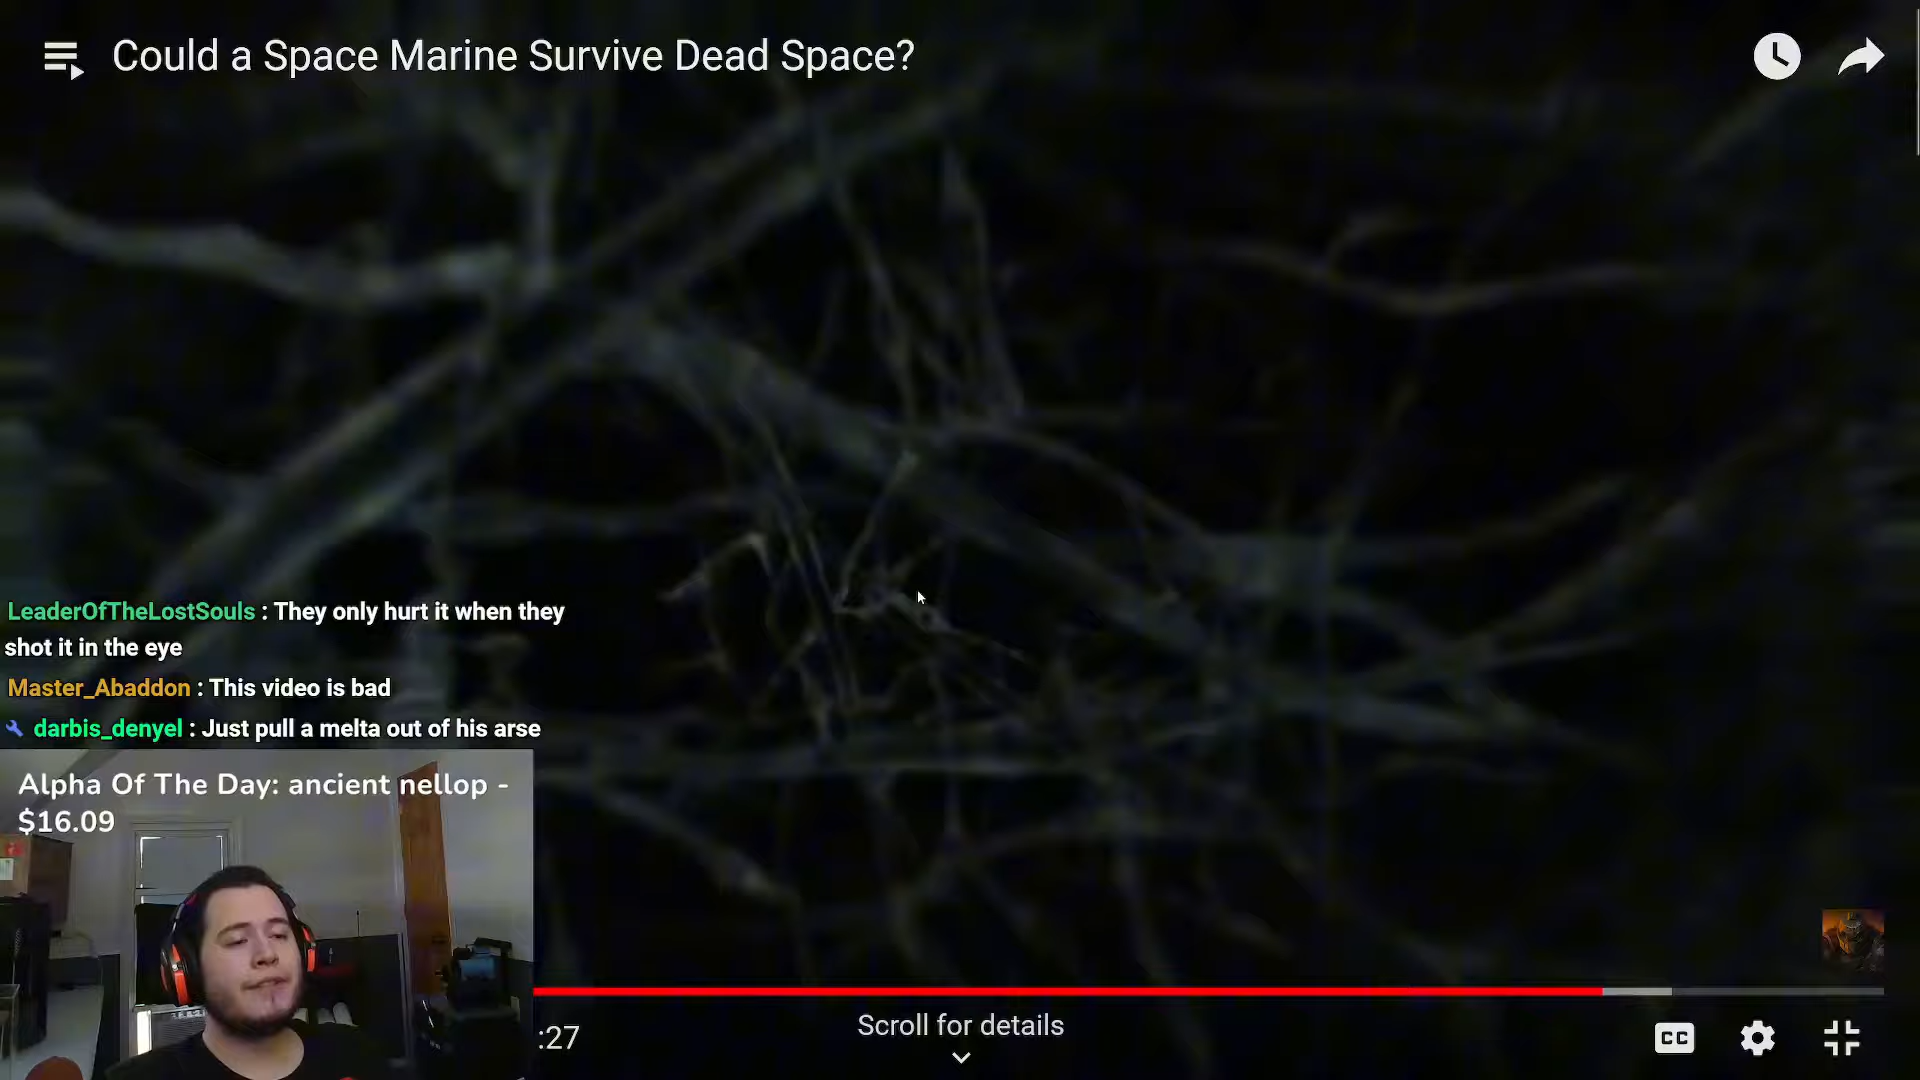 Could a Space Marine Survive Dead Space?
LeaderOfTheLostSouls : They only hurt it when they
shot it in the eye
Master_Abaddon : This video is bad
darbis_denyel : Just pull a melta out of his arse
Alpha Of The Day: ancient nellop -
$16.09
:27
Scroll for details
CC